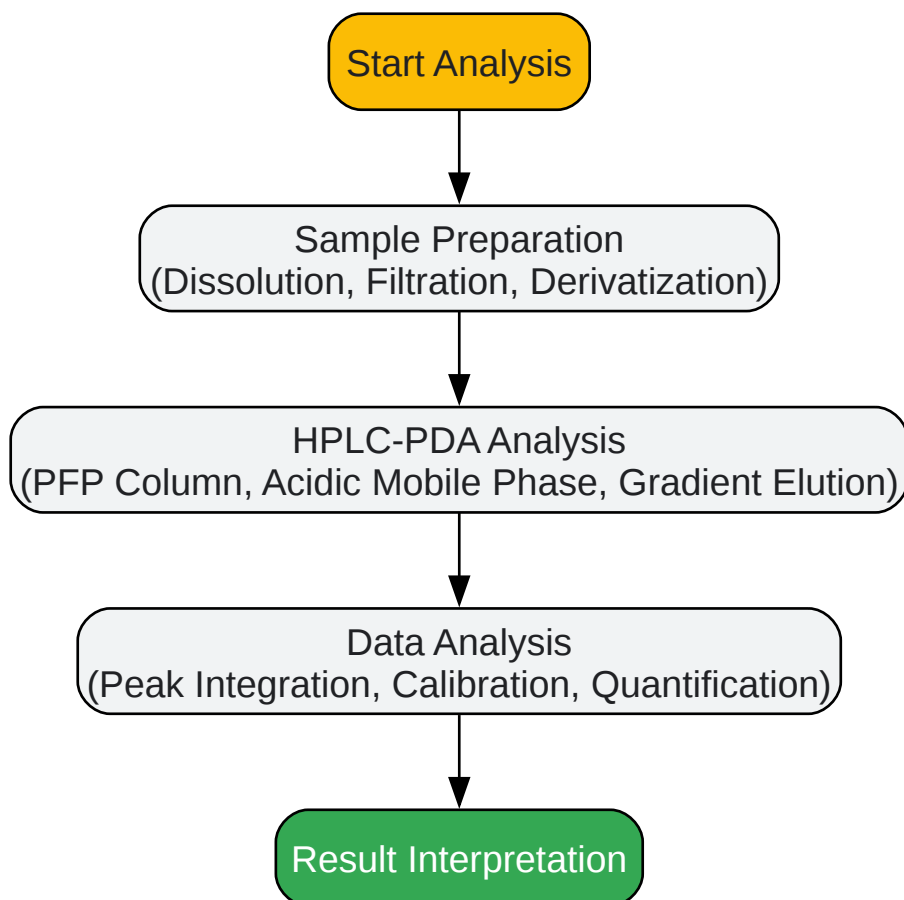 Start Analysis
Sample Preparation
(Dissolution, Filtration, Derivatization)
HPLC-PDA Analysis
(PFP Column, Acidic Mobile Phase, Gradient Elution)
Data Analysis
(Peak Integration, Calibration, Quantification)
Result Interpretation